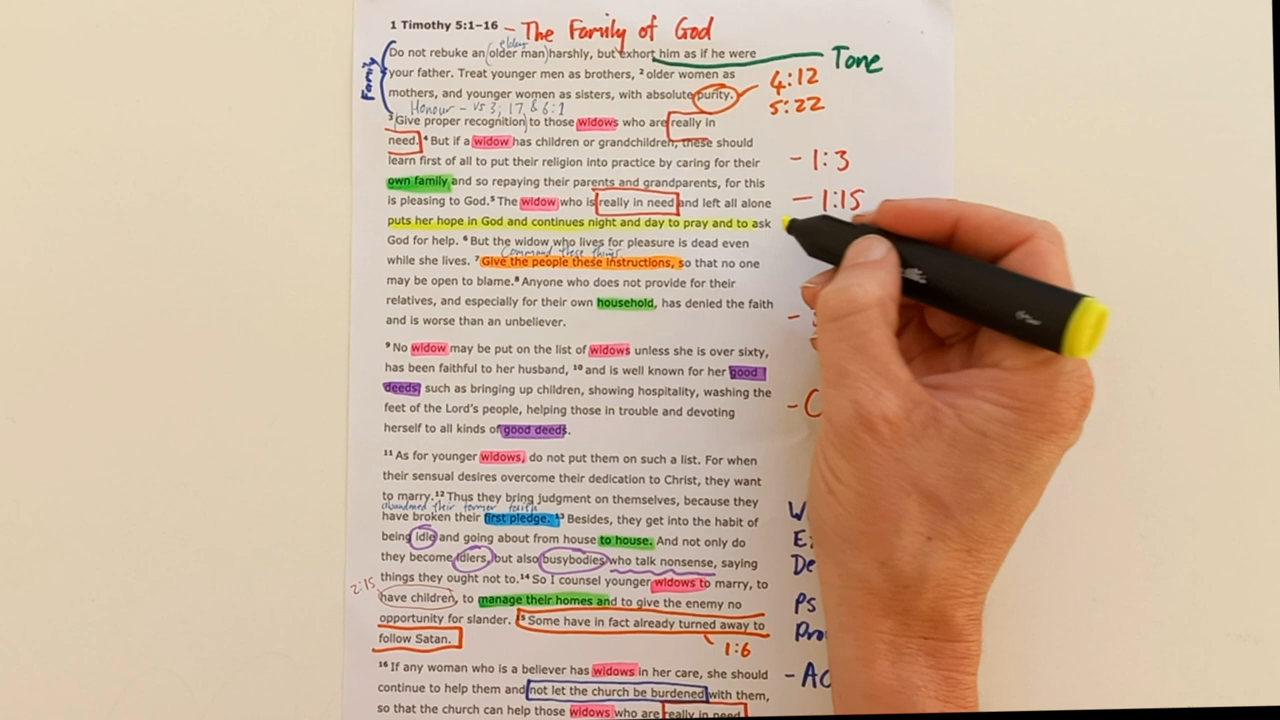 1 Timothy 5:1–16 - The Family of God
elder
Do not rebuke an older man harshly, but exhort him as if he were
Tone
Family
your father. Treat younger men as brothers, 2 older women as
4:12
mothers, and younger women as sisters, with absolute purity.
5:22
Honour - vs 3, 17, & 6:1
3 Give proper recognition to those widows who are really in
need. 4 But if a widow has children or grandchildren, these should
- 1:3
learn first of all to put their religion into practice by caring for their
own family and so repaying their parents and grandparents, for this
- 1:15
is pleasing to God. 5 The widow who is really in need and left all alone
puts her hope in God and continues night and day to pray and to ask
God for help. 6 But the widow who lives for pleasure is dead even
Command these things
while she lives. 7 Give the people these instructions, so that no one
may be open to blame. 8 Anyone who does not provide for their
relatives, and especially for their own household, has denied the faith
and is worse than an unbeliever.
9 No widow may be put on the list of widows unless she is over sixty,
has been faithful to her husband, 10 and is well known for her good
deeds, such as bringing up children, showing hospitality, washing the
feet of the Lord's people, helping those in trouble and devoting
herself to all kinds of good deeds.
11 As for younger widows, do not put them on such a list. For when
their sensual desires overcome their dedication to Christ, they want
to marry. 12 Thus they bring judgment on themselves, because they
abandoned their former faith
have broken their first pledge. 13 Besides, they get into the habit of
being idle and going about from house to house. And not only do
they become idlers, but also busybodies who talk nonsense, saying
De
things they ought not to. 14 So I counsel younger widows to marry, to
2:15
have children, to manage their homes and to give the enemy no
Ps
opportunity for slander. 15 Some have in fact already turned away to
Pro
follow Satan.
1:6
16 If any woman who is a believer has widows in her care, she should
continue to help them and not let the church be burdened with them,
so that the church can help those widows who are really in need.